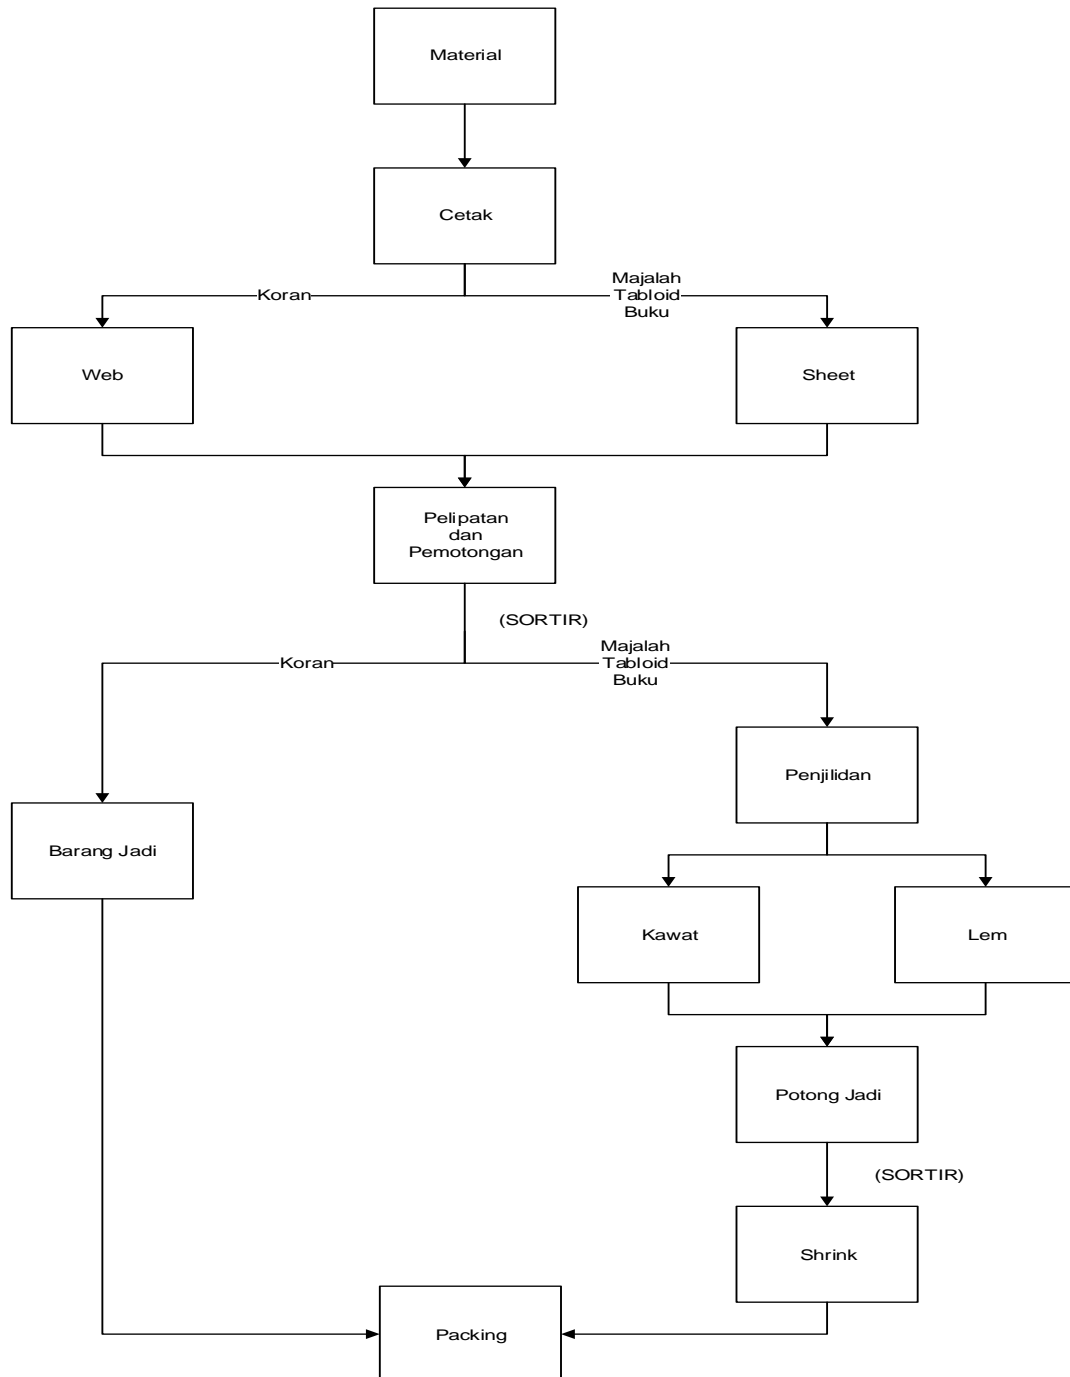 Material
Cetak
Koran
Majalah
Tabloid
Buku
Web
Sheet
Pelipatan
dan
Pemotongan
(SORTIR)
Koran
Majalah
Tabloid
Buku
Penjilidan
Barang Jadi
Kawat
Lem
Potong Jadi
(SORTIR)
Shrink
Packing